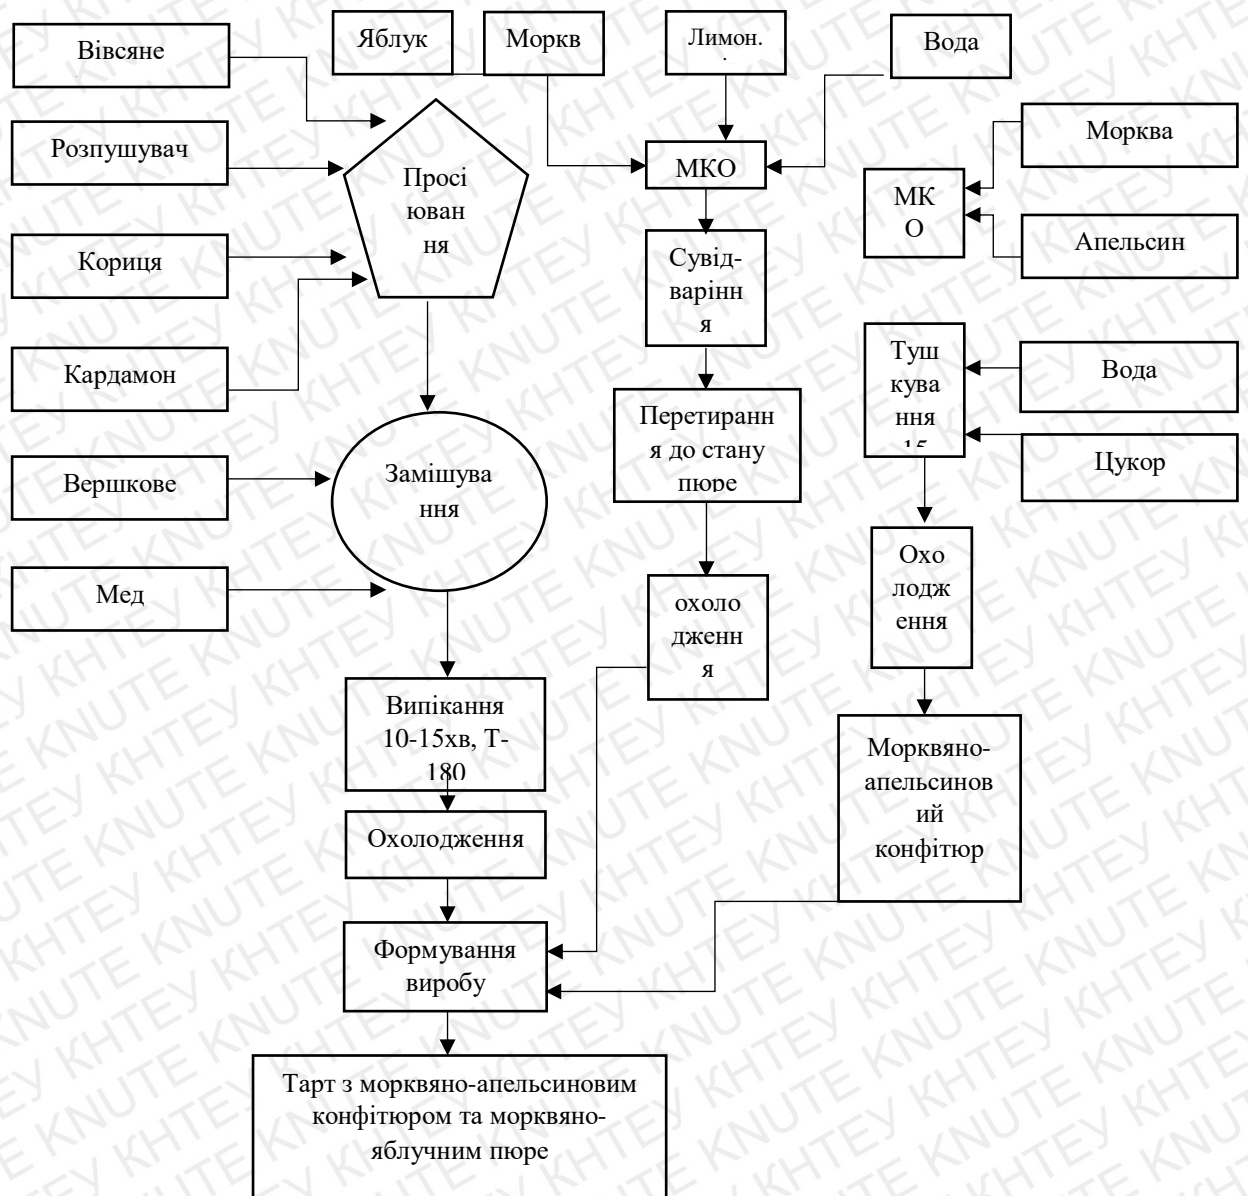 Вівсяне
Яблук
Моркв
Лимон.
Вода
Розпушувач
Морква
Просі
юван
ня
МКО
МК
О
Апельсин
Кориця
Сувід-
варінн
я
Кардамон
Туш
кува
ння
15
Вода
Перетиранн
я до стану
пюре
Цукор
Вершкове
Замішува
ння
Мед
охоло
дженн
я
Охо
лодж
ення
Випікання
10-15хв, Т-
180
Морквяно-
апельсинов
ий
конфітюр
Охолодження
Формування
виробу
Тарт з морквяно-апельсиновим
конфітюром та морквяно-
яблучним пюре